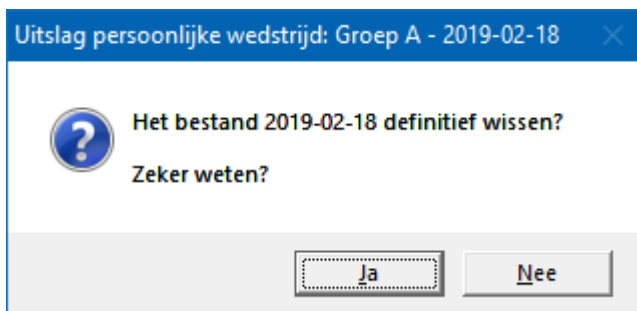 Uitslag persoonlijke wedstrijd: Groep A - 2019-02-18
Het bestand 2019-02-18 definitief wissen?
Zeker weten?
Ja
Nee